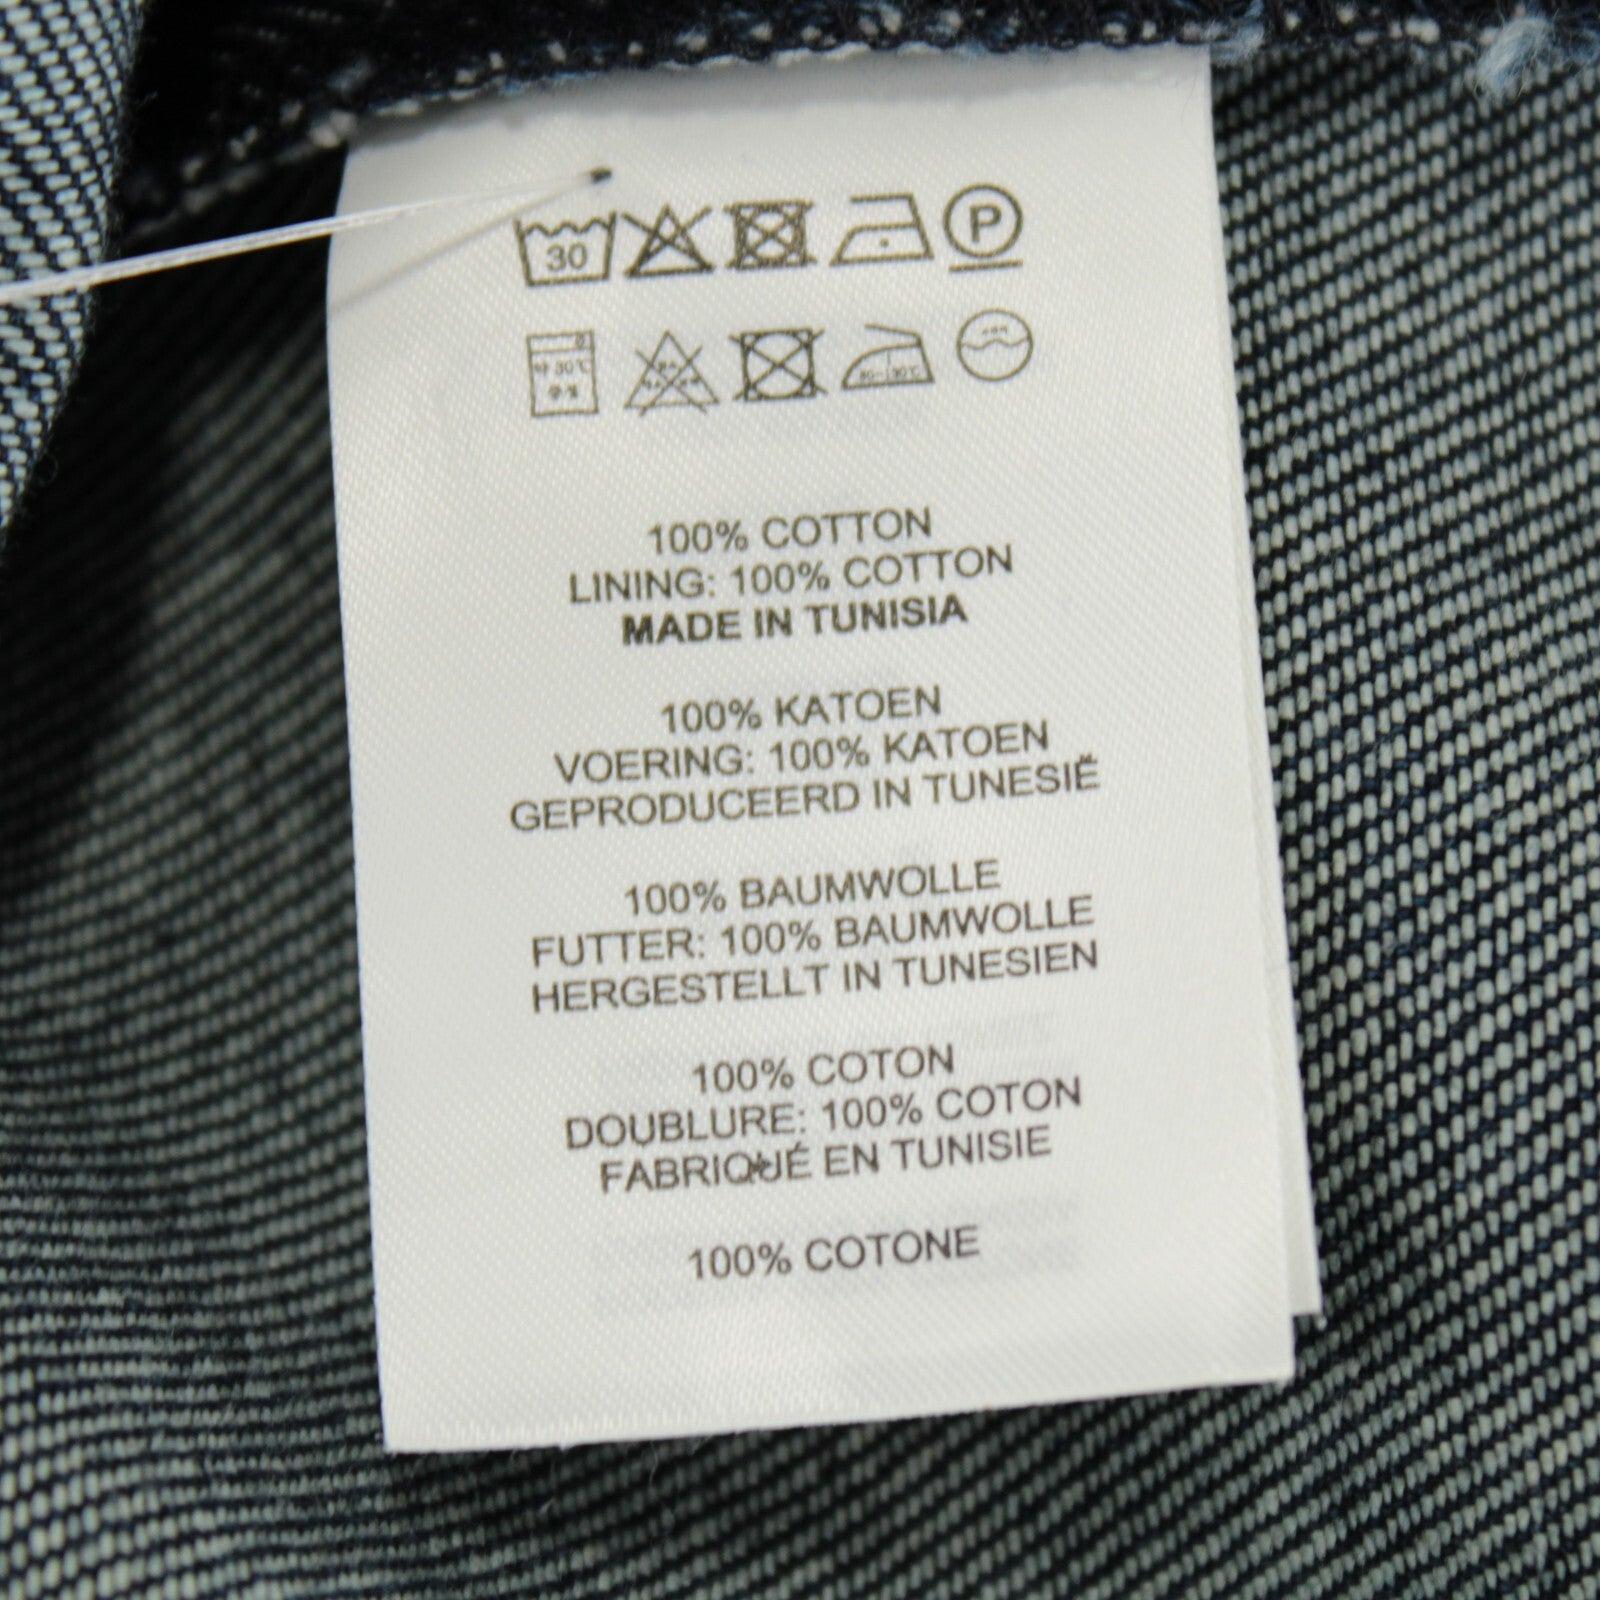 30 P
30℃
100% COTTON
LINING: 100% COTTON
MADE IN TUNISIA
100% KATOEN
VOERING: 100% KATOEN
GEPRODUCEERD IN TUNESIË
100% BAUMWOLLE
FUTTER: 100% BAUMWOLLE
HERGESTELLT IN TUNESIEN
100% COTON
DOUBLURE: 100% COTON
FABRIQUÉ EN TUNISIE
100% COTONE